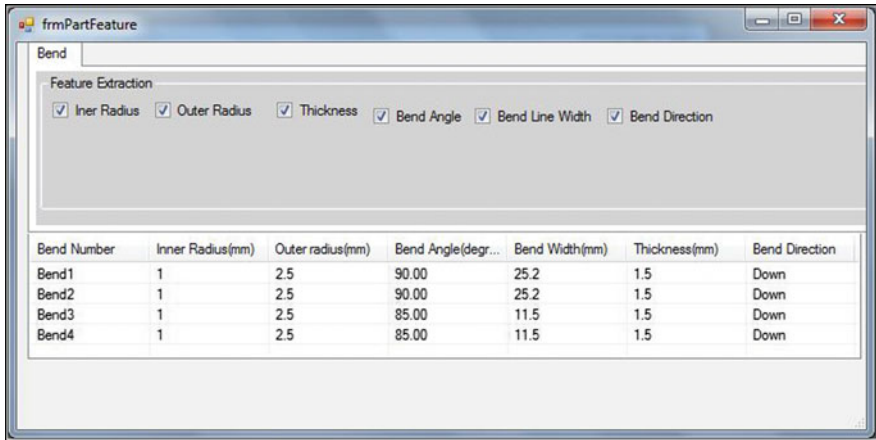 frmPartFeature
Bend
Feature Extraction
Iner Radius Outer Radius Thickness Bend Angle Bend Line Width Bend Direction
Bend Number Inner Radius(mm) Outer radius(mm) Bend Angle(degr... Bend Width(mm) Thickness(mm) Bend Direction
Bend1 1 2.5 90.00 25.2 1.5 Down
Bend2 1 2.5 90.00 25.2 1.5 Down
Bend3 1 2.5 85.00 11.5 1.5 Down
Bend4 1 2.5 85.00 11.5 1.5 Down